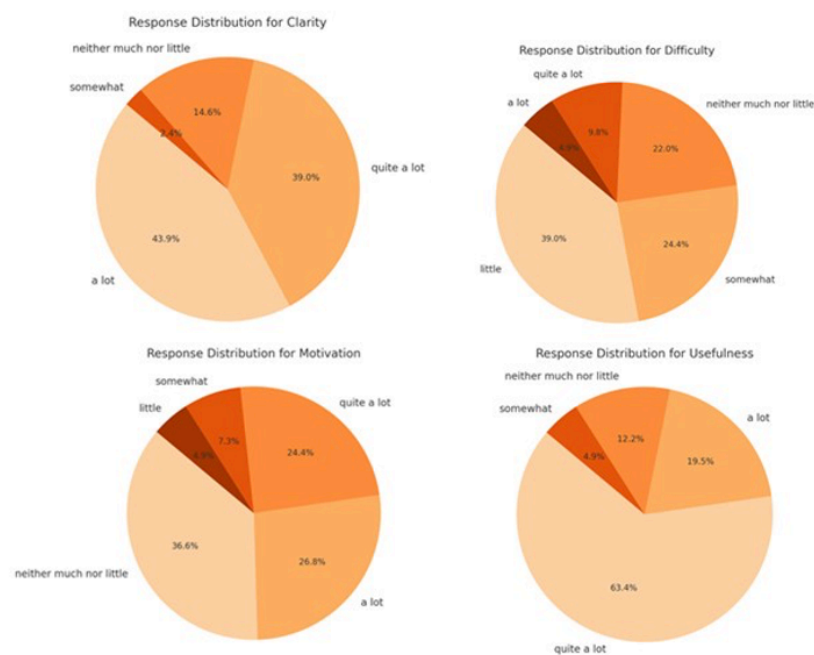 Response Distribution for Clarity
neither much nor little
somewhat
14.6%
2.4%
39.0%
quite a lot
43.9%
a lot
Response Distribution for Difficulty
quite a lot
a lot
neither much nor little
9.8%
22.0%
39.0%
24.4%
little
somewhat
Response Distribution for Motivation
somewhat
little
quite a lot
7.3%
24.4%
36.6%
neither much nor little
26.8%
a lot
Response Distribution for Usefulness
neither much nor little
somewhat
a lot
12.2%
4.9%
19.5%
63.4%
quite a lot